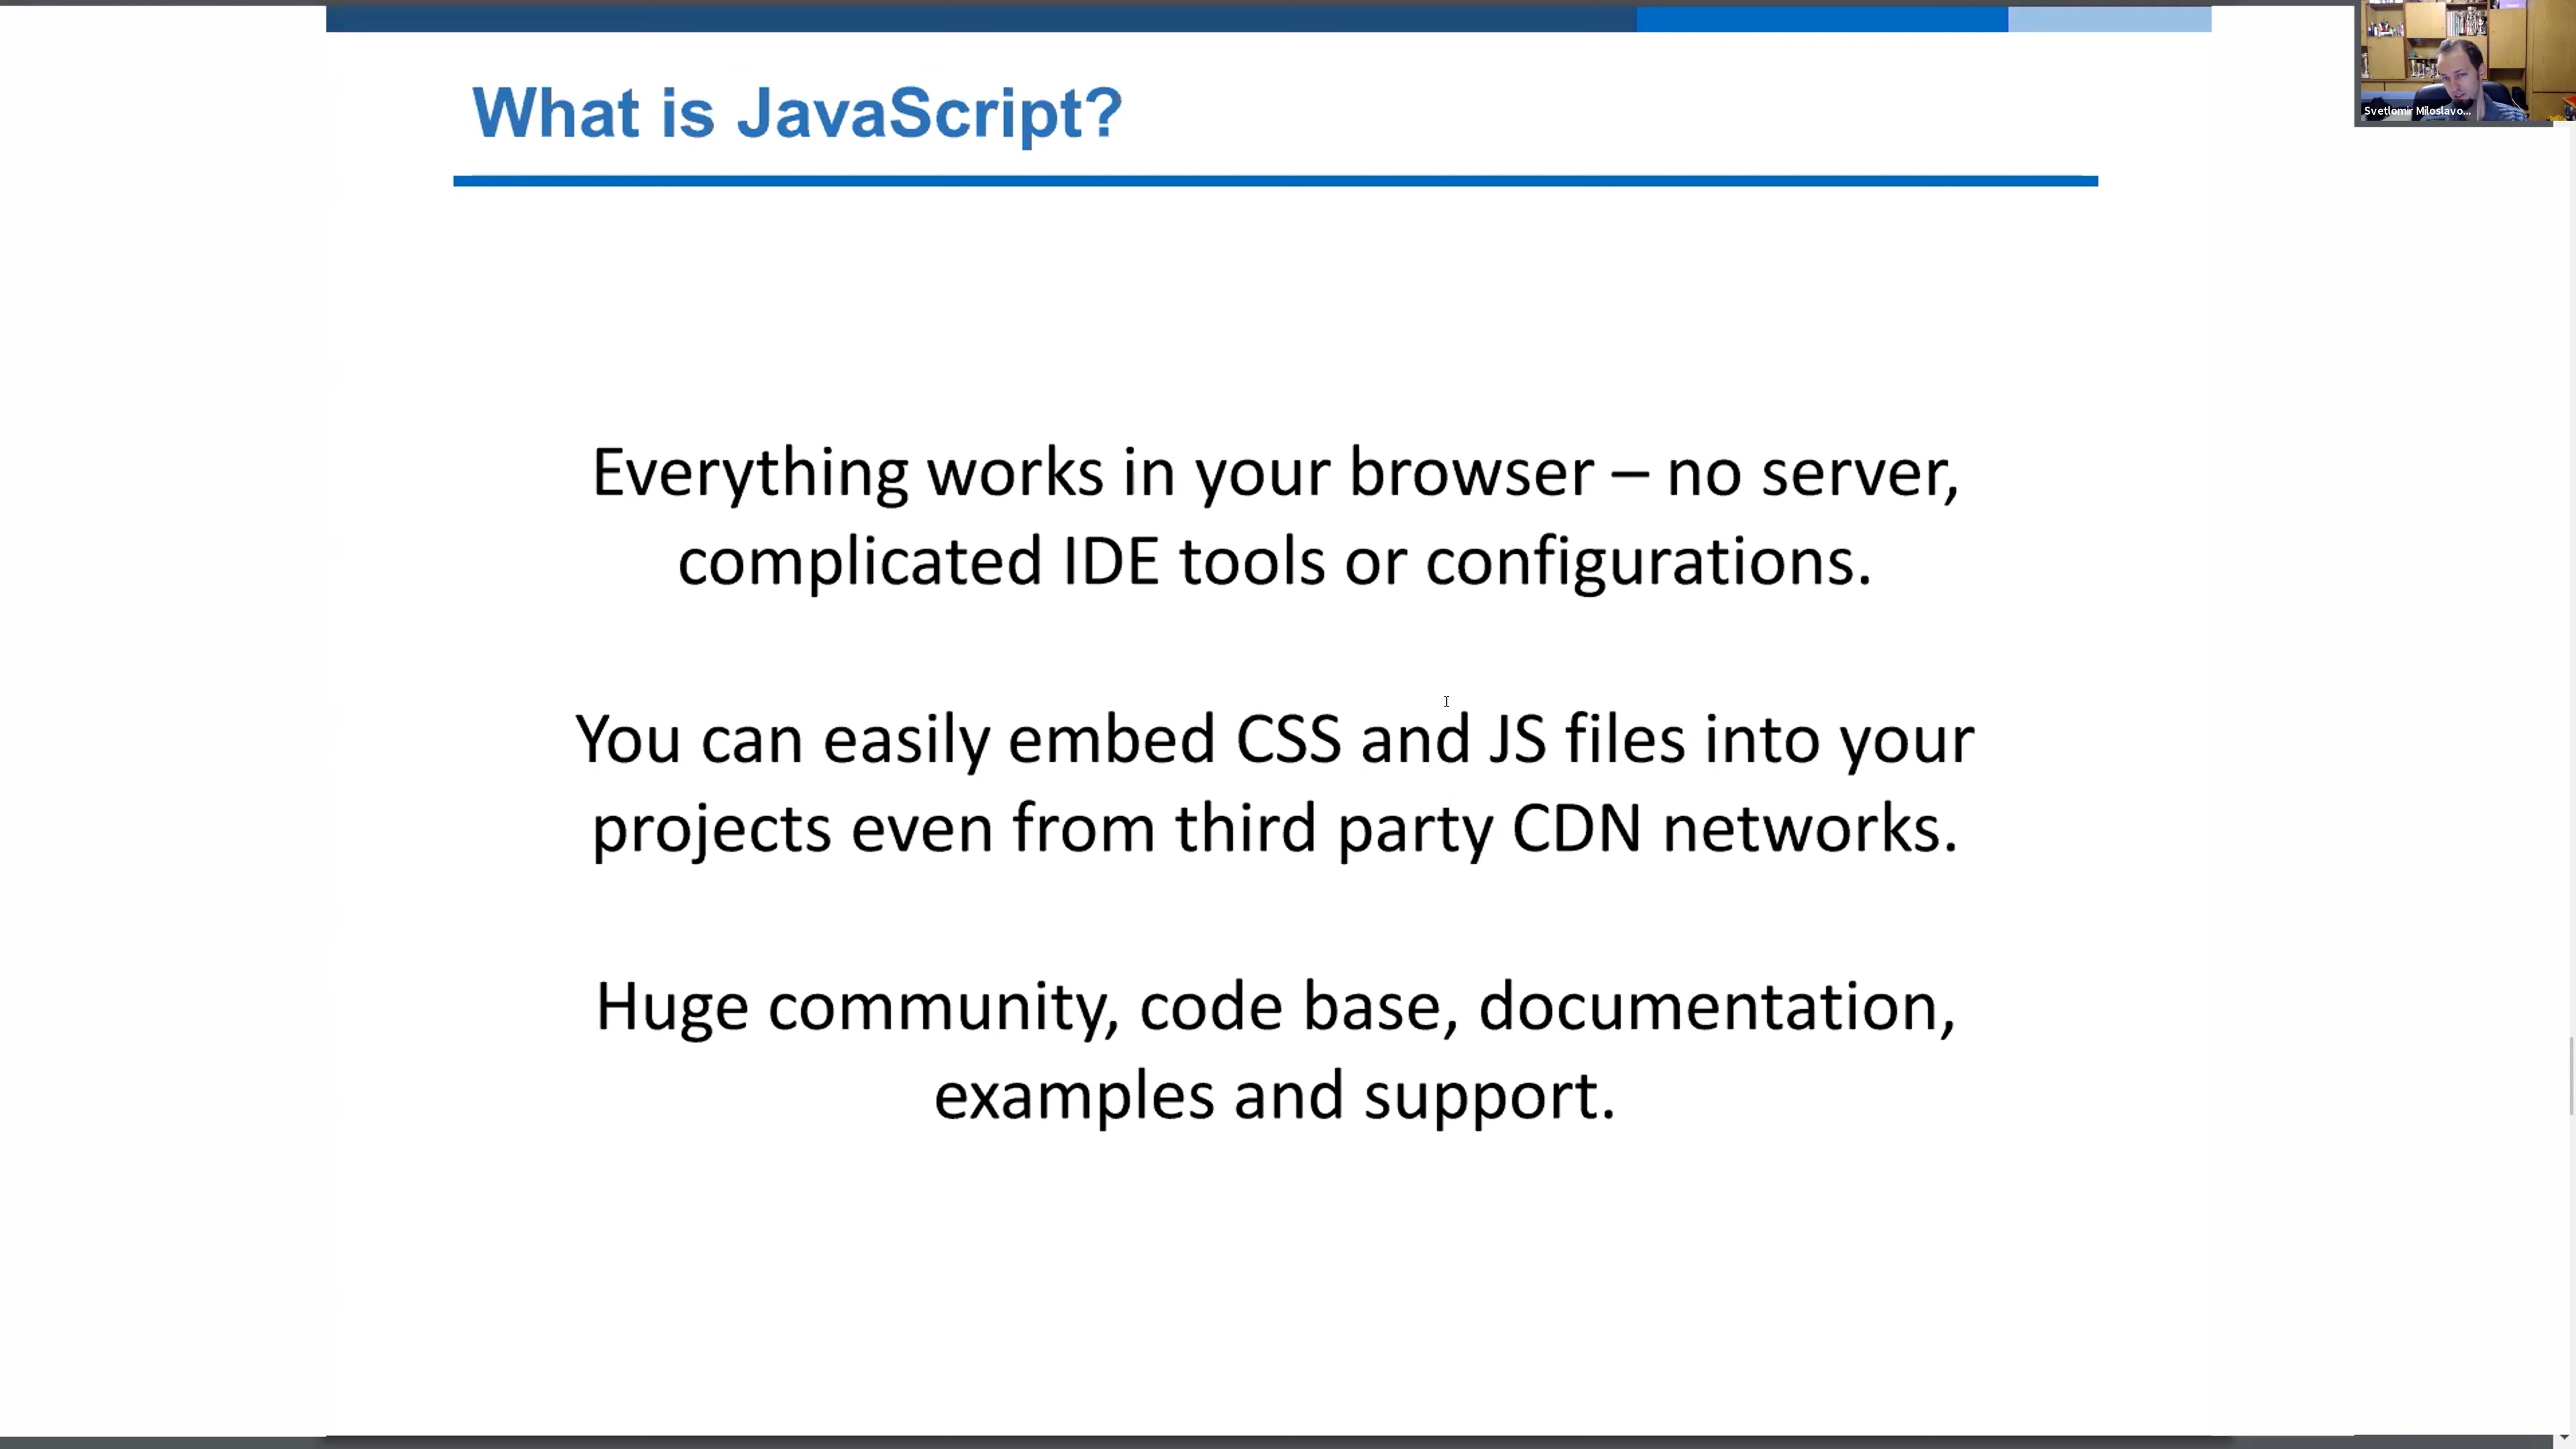 What is JavaScript?
Svetlomir Miloslavo...
Everything works in your browser – no server,
complicated IDE tools or configurations.
You can easily embed CSS and JS files into your
projects even from third party CDN networks.
Huge community, code base, documentation,
examples and support.